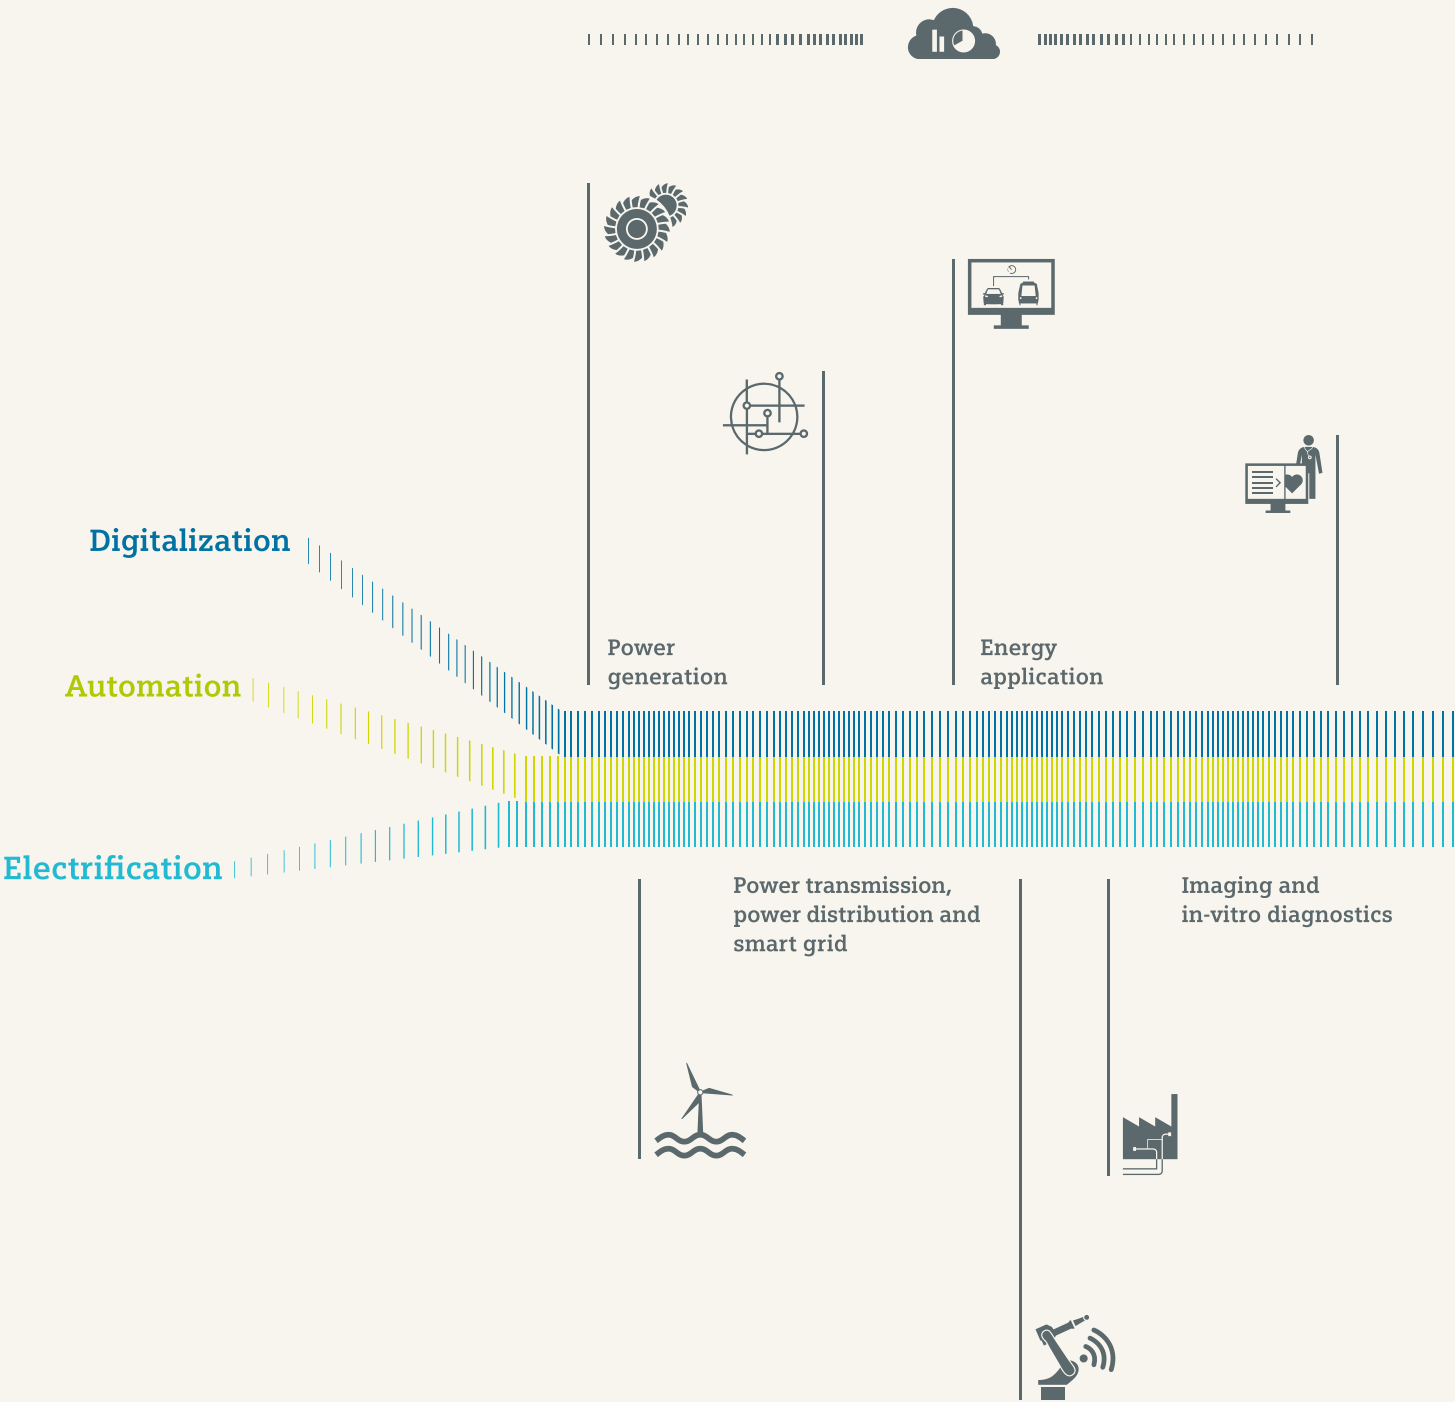 Digitalization
Automation
Electrification
Power
generation
Energy
application
Power transmission,
power distribution and
smart grid
Imaging and
in-vitro diagnostics